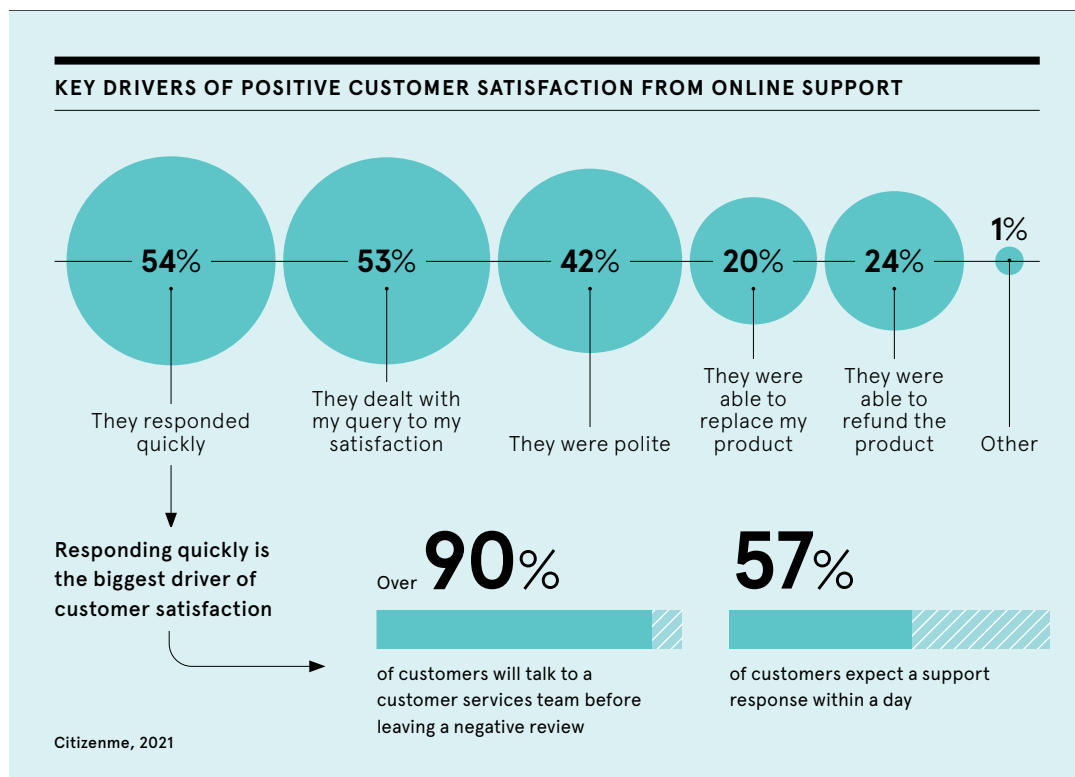 KEY DRIVERS OF POSITIVE CUSTOMER SATISFACTION FROM ONLINE SUPPORT
54%
53%
42%
20%
24%
1%
They responded
quickly
They dealt with
my query to my
satisfaction
They were polite
They were
able to
replace my
product
They were
able to
refund the
product
Other
Responding quickly is
the biggest driver of
customer satisfaction
Over 90%
of customers will talk to a
customer services team before
leaving a negative review
57%
of customers expect a support
response within a day
Citizenme, 2021